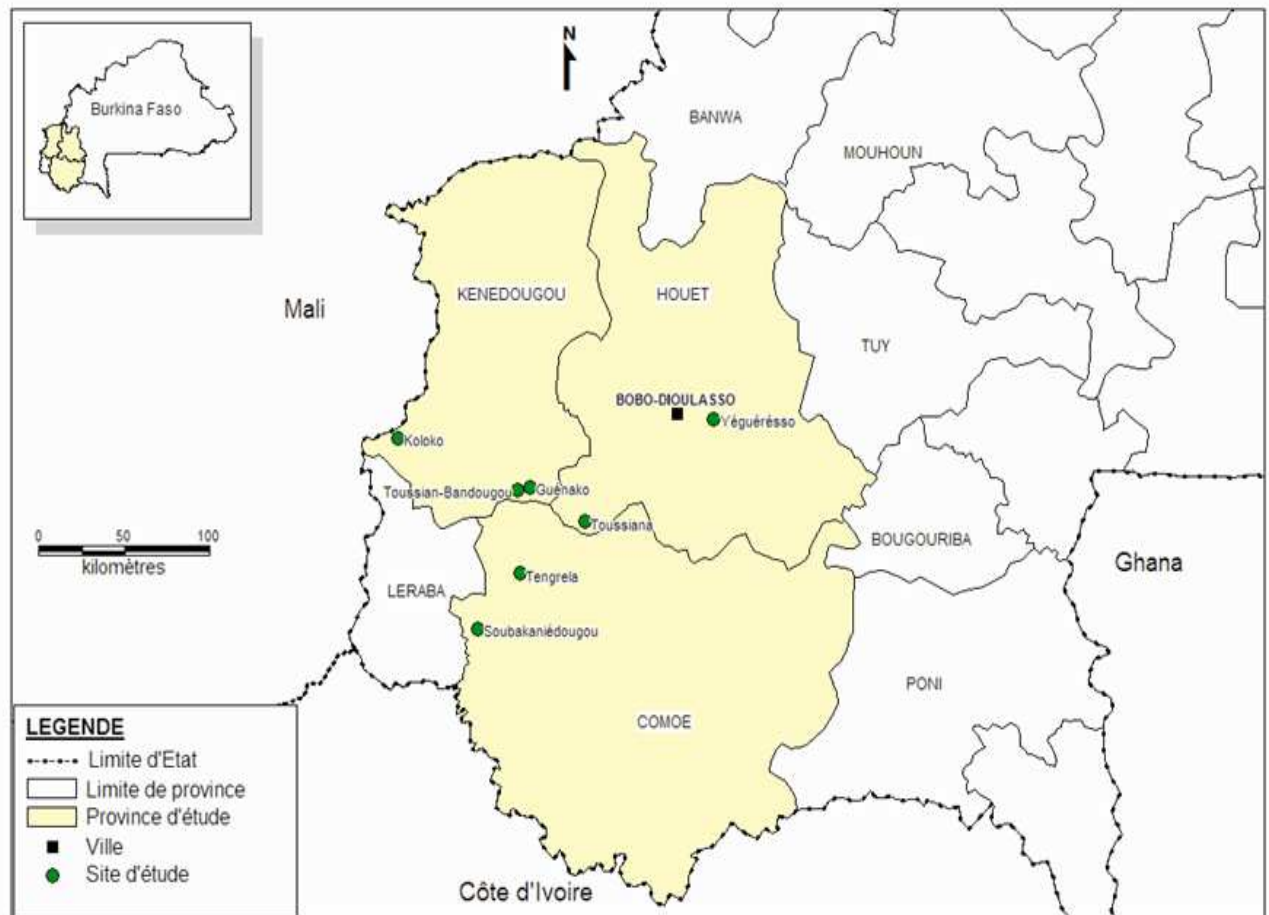 Burkina Faso
N
BANWA
MOUHOUN
KENEDOUGOU
HOUET
Mali
TUY
BOBO-DIOULASSO
Yéguérésso
Koloko
Toussian-Bandougou
Guénako
Toussiana
BOUGOURIBA
Ghana
0 50 100
kilomètres
Tengrela
LERABA
Soubakaniédougou
PONI
COMOE
LEGENDE
Limite d'Etat
Limite de province
Province d'étude
Ville
Site d'étude
Côte d'Ivoire